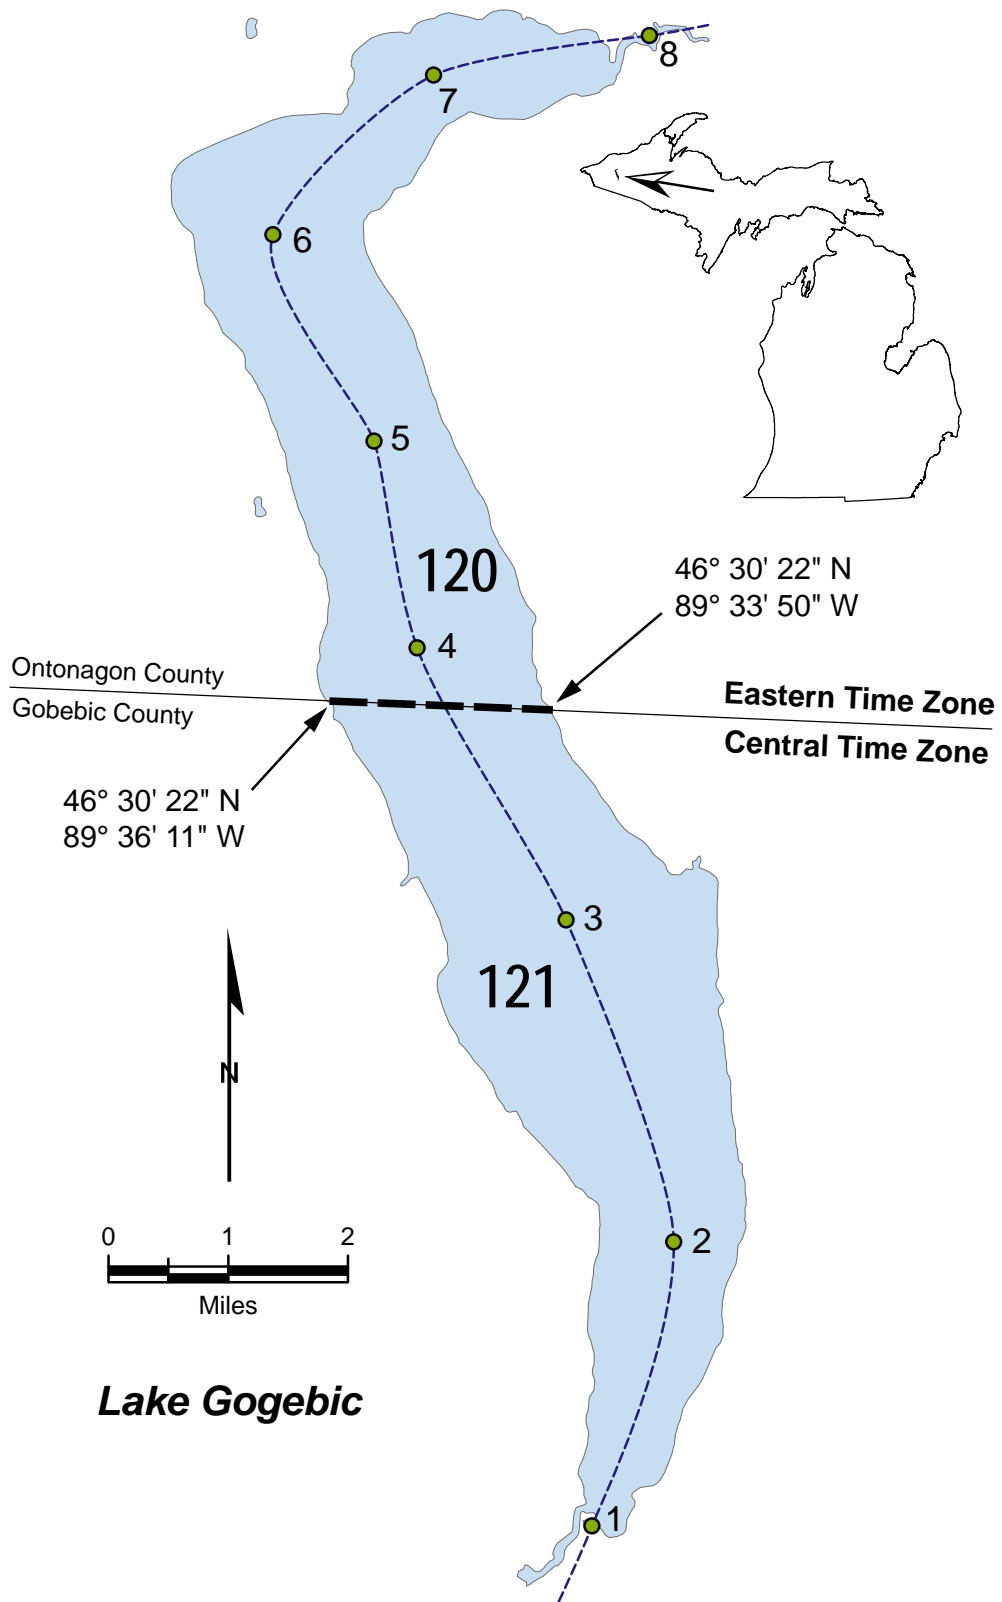 8
7
6
5
120
46° 30' 22" N
89° 33' 50" W
4
Ontonagon County
Gobebic County
Eastern Time Zone
Central Time Zone
46° 30' 22" N
89° 36' 11" W
3
121
N
2
0 1 2
Miles
Lake Gogebic
1